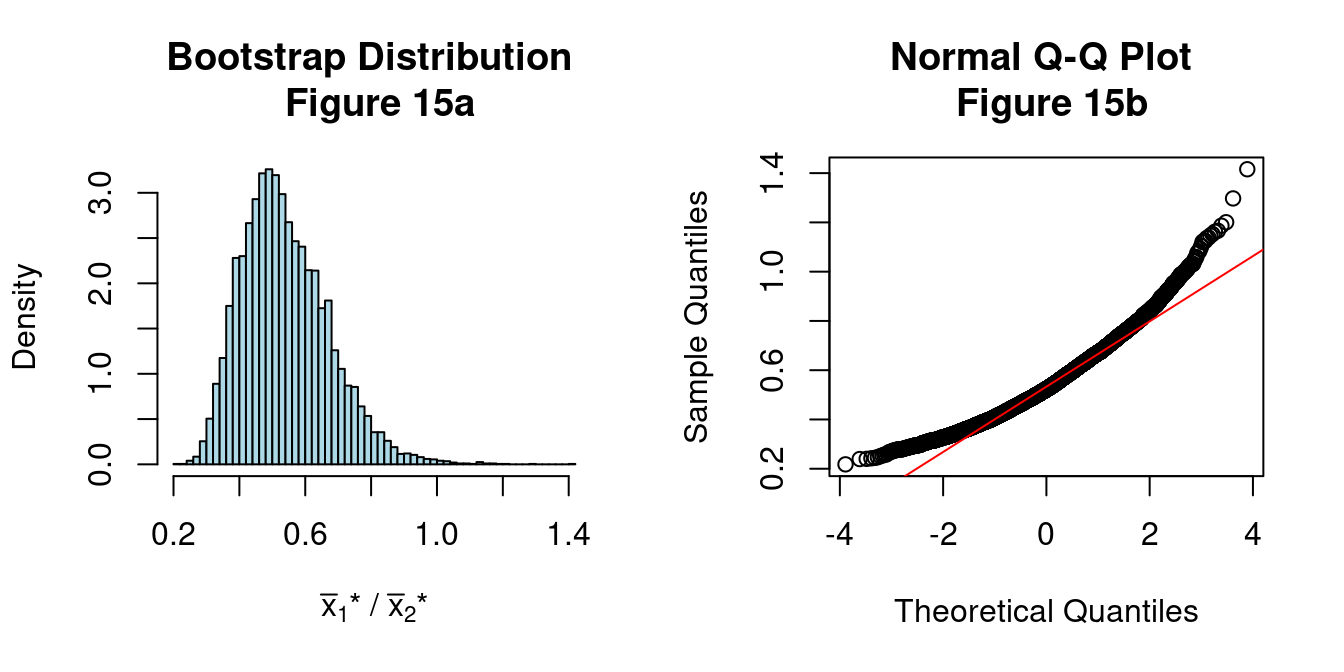 Bootstrap Distribution
Figure 15a
Density
0.0 1.0 2.0 3.0
0.2 0.6 1.0 1.4
x̅₁* / x̅₂*
Normal Q-Q Plot
Figure 15b
Sample Quantiles
0.2 0.6 1.0 1.4
-4 -2 0 2 4
Theoretical Quantiles